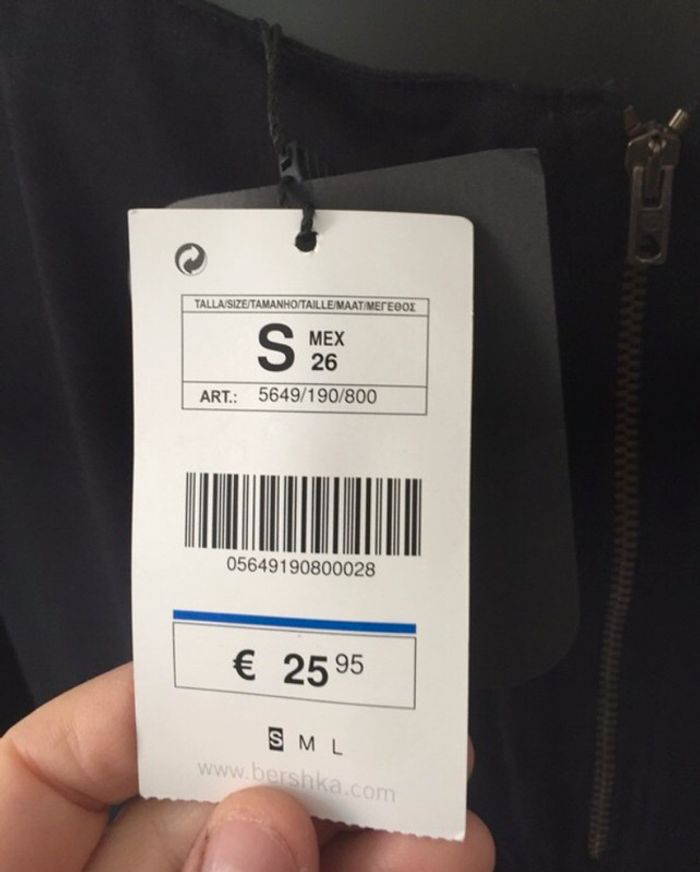 TALLA/SIZE/TAMANHO/TAILLE/MAAT/ΜΕΓΕΘΟΣ
S MEX 26
ART.: 5649/190/800
05649190800028
€ 25 95
S M L
www.bershka.com